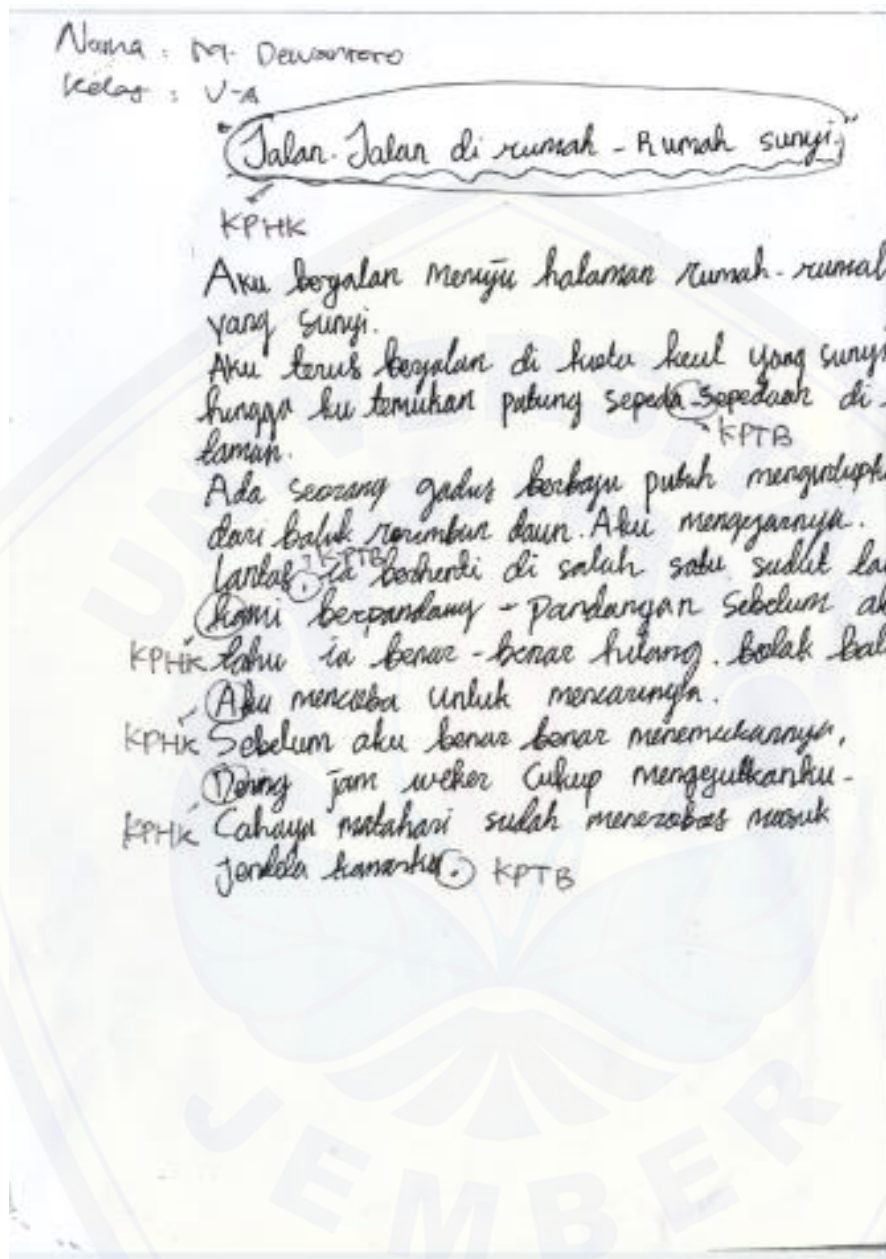 Nama : M. Dewantoro
Kelas : V-A
"Jalan-Jalan di rumah - Rumah sunyi."
KPHK
Aku berjalan menuju halaman rumah-rumah
yang sunyi.
Aku terus berjalan di kota kecil yang sunyi
hingga ku temukan patung sepeda-sepedaan di
KPTB
taman.
Ada seorang gadis berbaju putih
dari balik rerimbun daun. Aku mengejarnya.
KPTB
Lantas. ia berhenti di salah satu sudut
kami berpandang - pandangan sebelum
KPHK tahu ia benar-benar hilang. bolak
Aku mencoba untuk mencarinya.
KPHK Sebelum aku benar benar menemukannya,
Dering jam weker Cukup mengejutkanku.
KPHK Cahaya matahari sudah menerobos masuk
jendela kamarku. KPTB
UNIVERSITAS
JEMBER